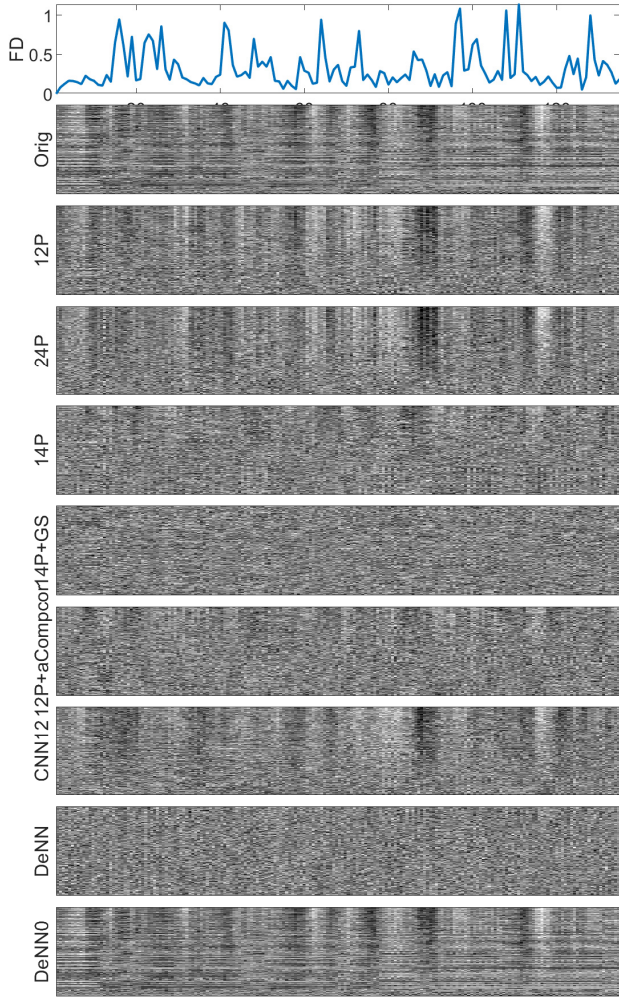 1
0.5
0
FD
Orig
12P
24P
14P
14P+GS
12P+aCompcor
CNN12
DeNN
DeNN0